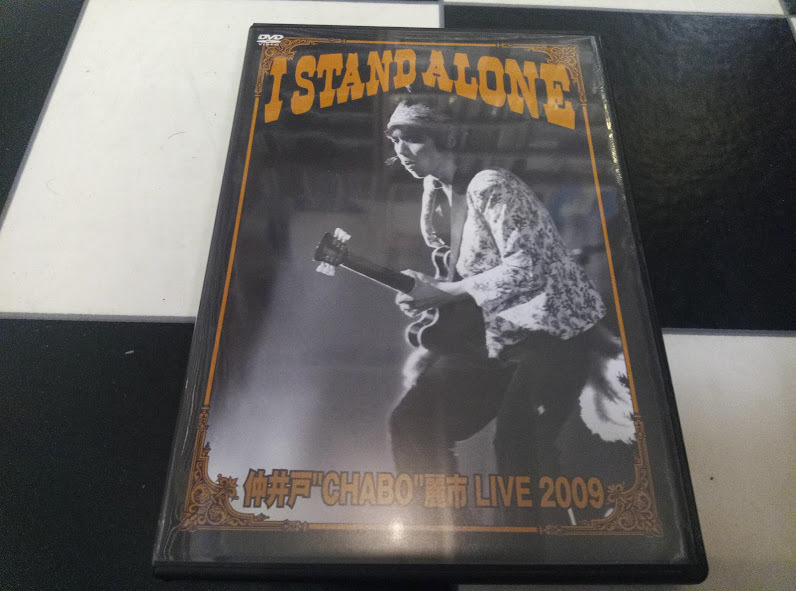 DVD
VIDEO
I STAND ALONE
仲井戸"CHABO"麗市 LIVE 2009